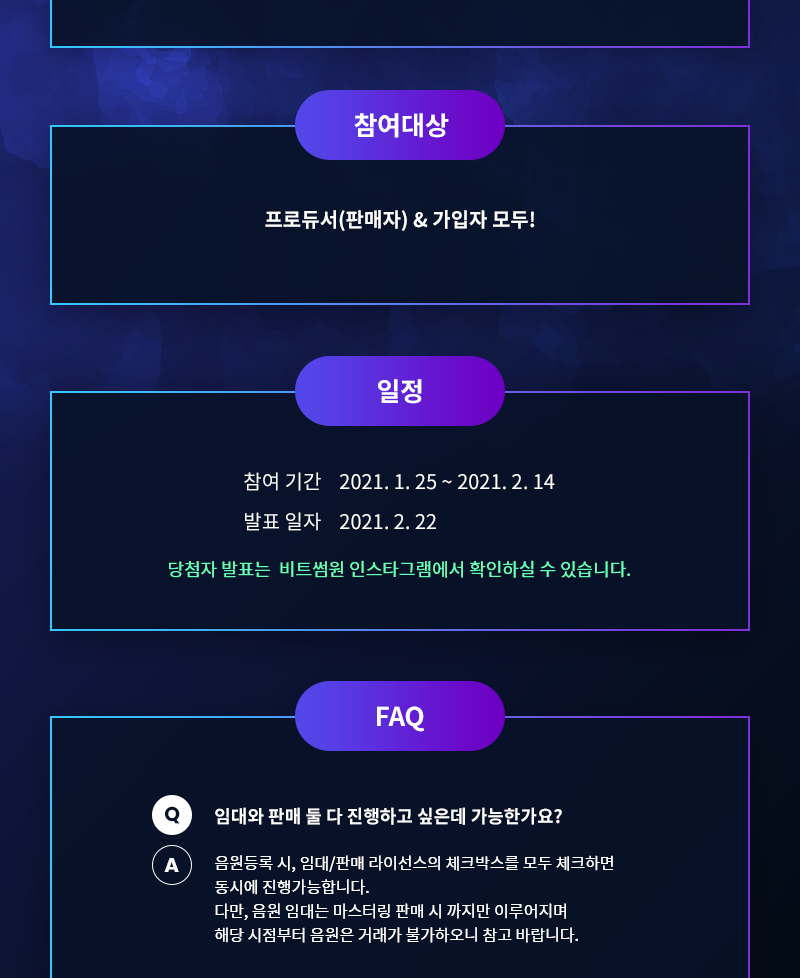 참여대상
프로듀서(판매자) & 가입자 모두!
일정
참여 기간 2021. 1. 25 ~ 2021. 2. 14
발표 일자 2021. 2. 22
당첨자 발표는 비트썸원 인스타그램에서 확인하실 수 있습니다.
FAQ
Q 임대와 판매 둘 다 진행하고 싶은데 가능한가요?
A 음원등록 시, 임대/판매 라이선스의 체크박스를 모두 체크하면
동시에 진행가능합니다.
다만, 음원 임대는 마스터링 판매 시 까지만 이루어지며
해당 시점부터 음원은 거래가 불가하오니 참고 바랍니다.